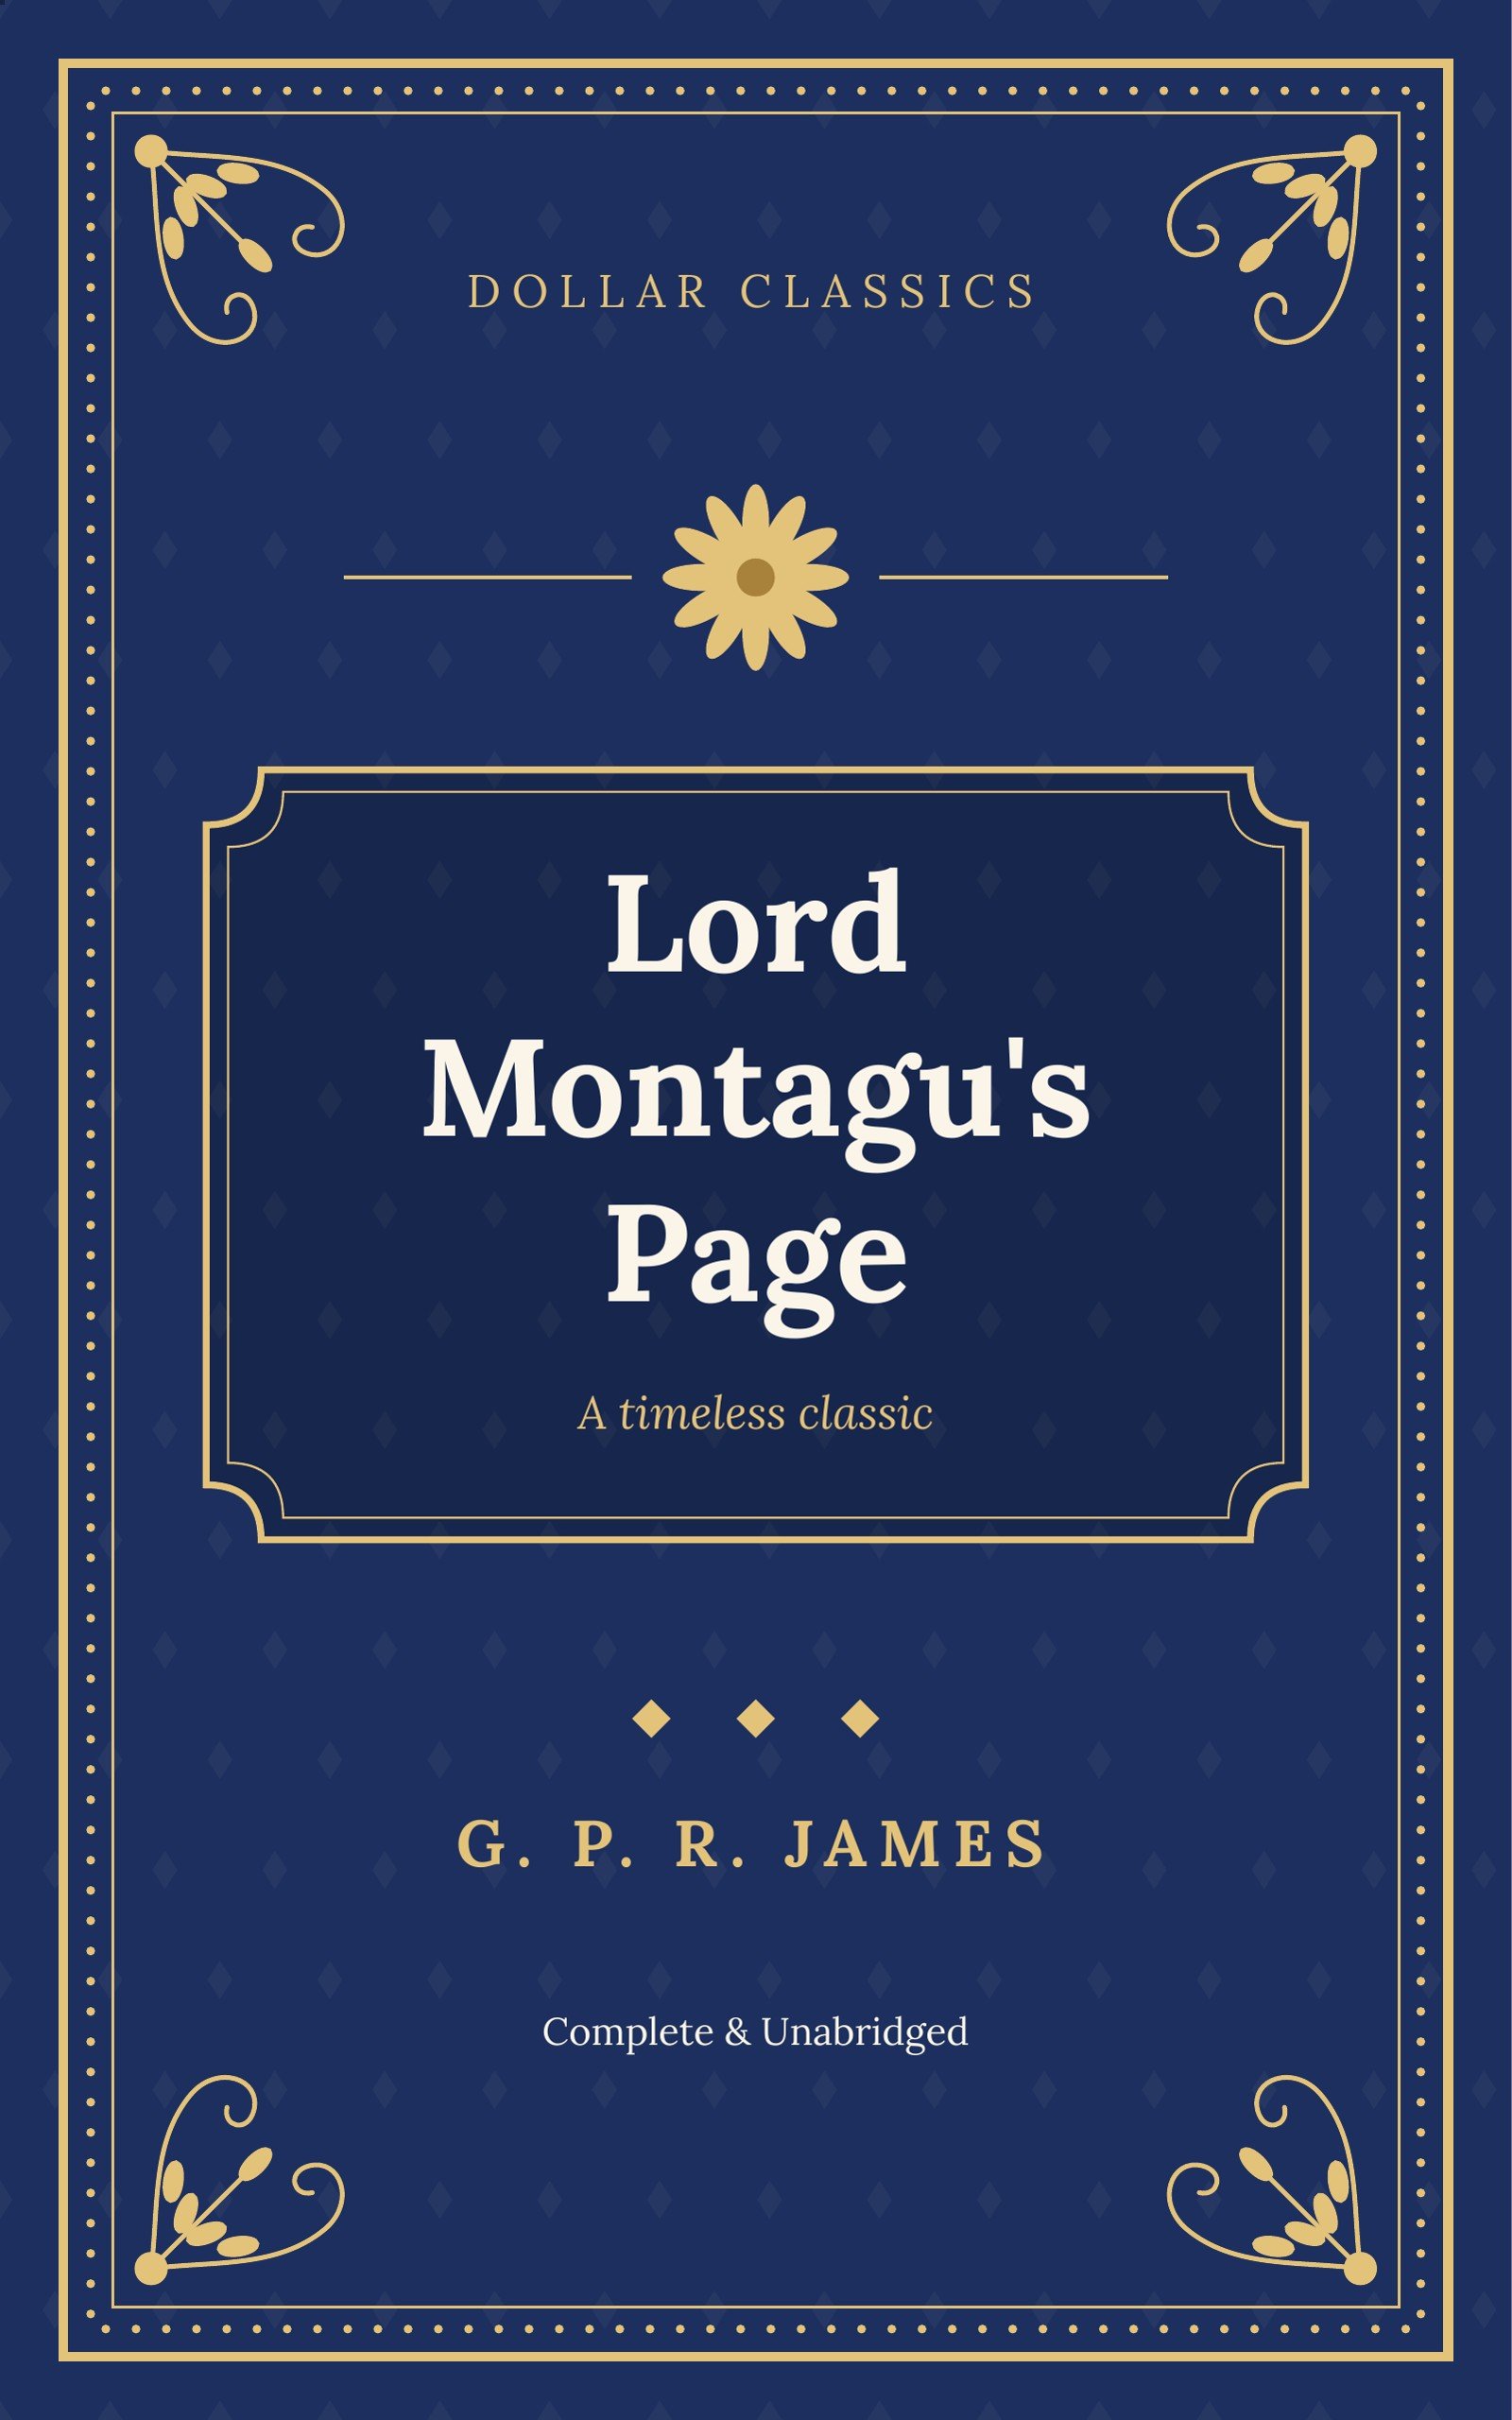 DOLLAR CLASSICS
Lord
Montagu's
Page
A timeless classic
G. P. R. JAMES
Complete & Unabridged